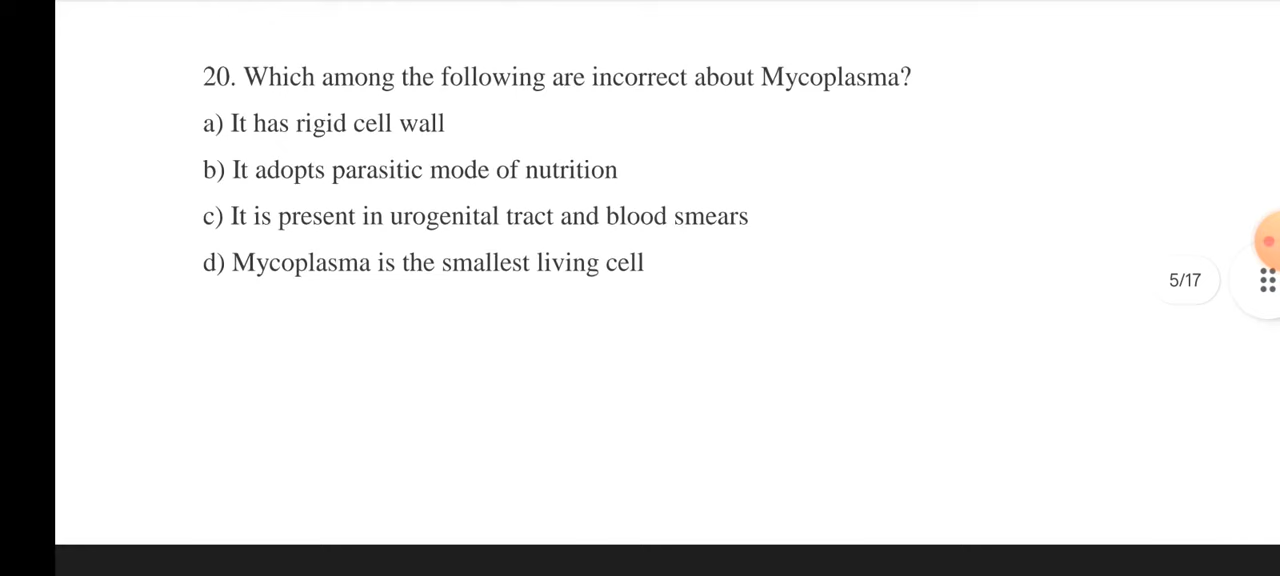 20. Which among the following are incorrect about Mycoplasma?
a) It has rigid cell wall
b) It adopts parasitic mode of nutrition
c) It is present in urogenital tract and blood smears
d) Mycoplasma is the smallest living cell
5/17